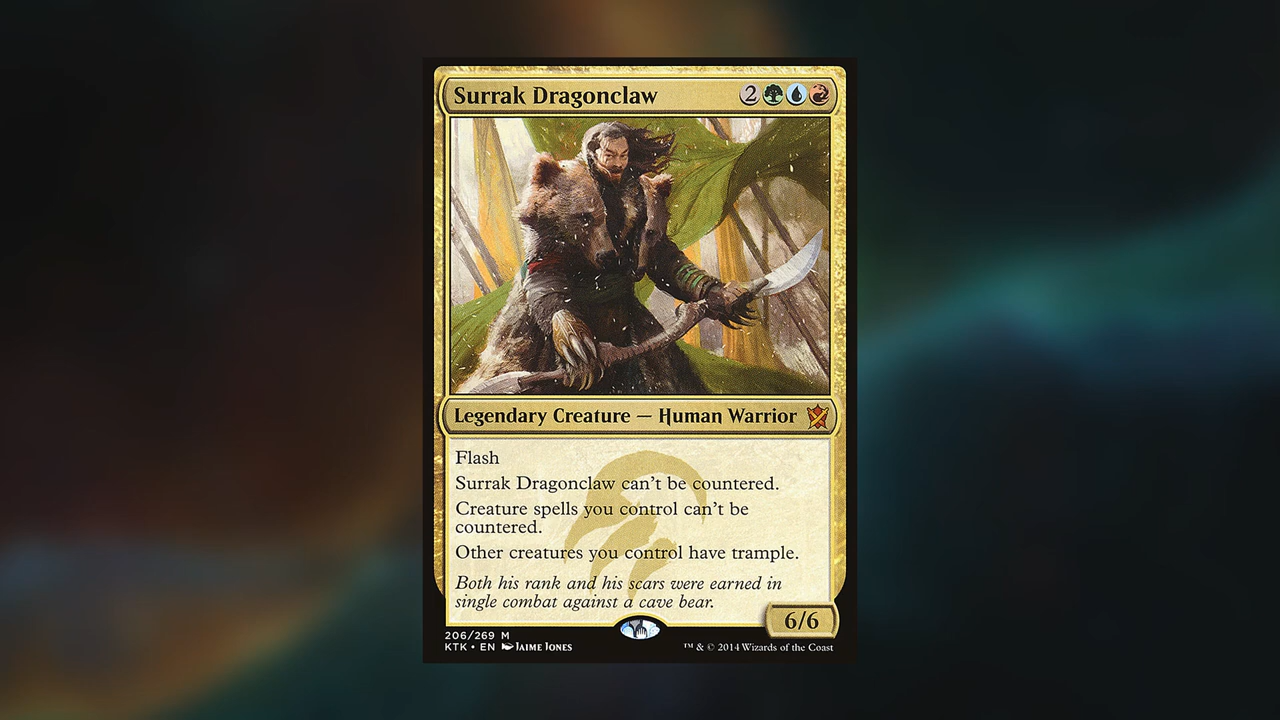 Surrak Dragonclaw 2
Legendary Creature — Human Warrior
Flash
Surrak Dragonclaw can't be countered.
Creature spells you control can't be
countered.
Other creatures you control have trample.
Both his rank and his scars were earned in
single combat against a cave bear.
6/6
206/269 M
KTK • EN JAIME JONES
™ & © 2014 Wizards of the Coast